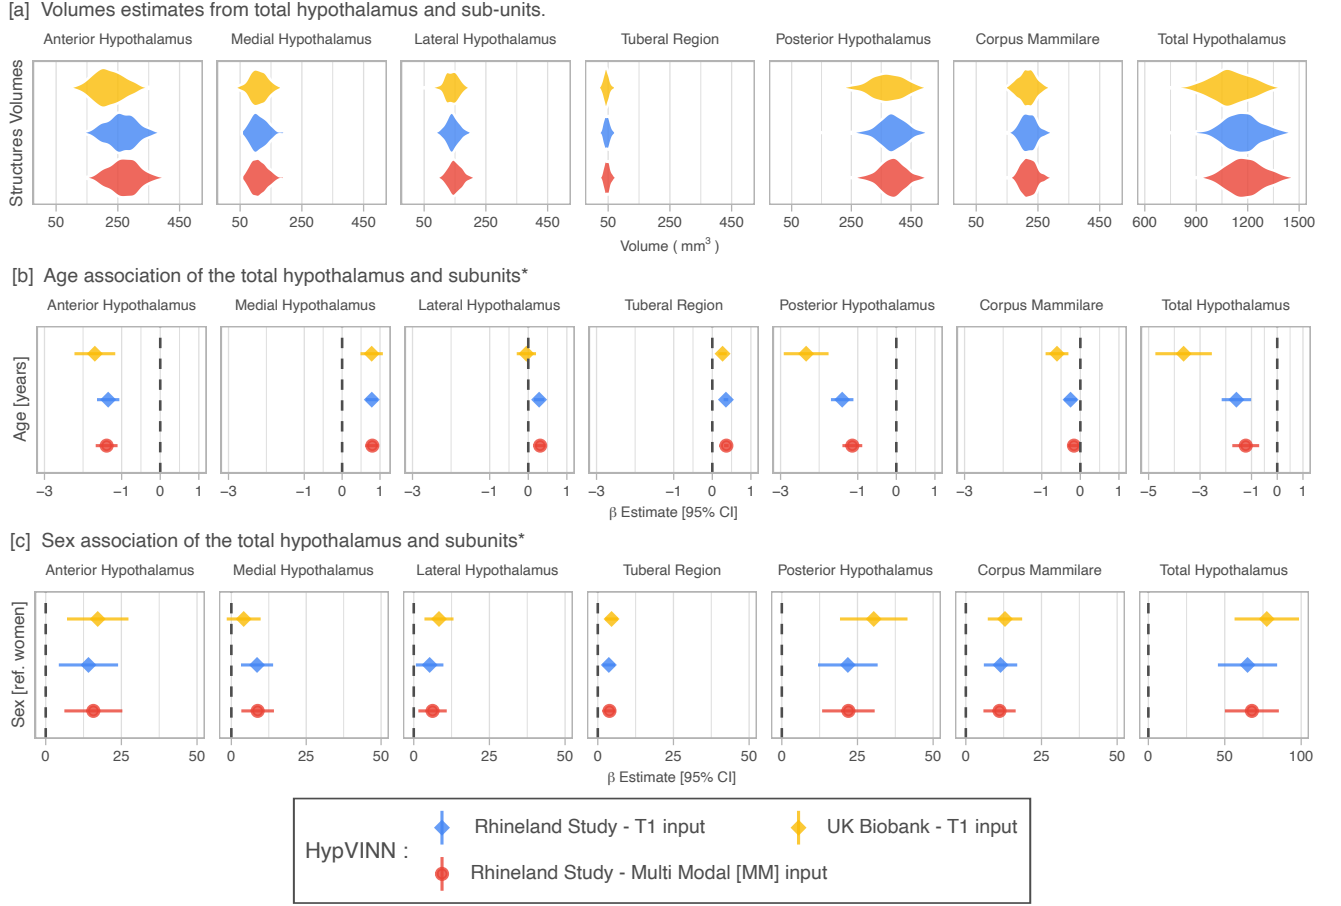 [a] Volumes estimates from total hypothalamus and sub-units.
Anterior Hypothalamus Medial Hypothalamus Lateral Hypothalamus Tuberal Region Posterior Hypothalamus Corpus Mammilare Total Hypothalamus
Structures Volumes
50 250 450 50 250 450 50 250 450 50 250 450 50 250 450 50 250 450 600 900 1200 1500
Volume ( mm³ )
[b] Age association of the total hypothalamus and subunits*
Anterior Hypothalamus Medial Hypothalamus Lateral Hypothalamus Tuberal Region Posterior Hypothalamus Corpus Mammilare Total Hypothalamus
Age [years]
−3 −1 0 1 −3 −1 0 1 −3 −1 0 1 −3 −1 0 1 −3 −1 0 1 −3 −1 0 1 −5 −3 −1 0 1
β Estimate [95% CI]
[c] Sex association of the total hypothalamus and subunits*
Anterior Hypothalamus Medial Hypothalamus Lateral Hypothalamus Tuberal Region Posterior Hypothalamus Corpus Mammilare Total Hypothalamus
Sex [ref. women]
0 25 50 0 25 50 0 25 50 0 25 50 0 25 50 0 25 50 0 50 100
β Estimate [95% CI]
HypVINN :
Rhineland Study - T1 input UK Biobank - T1 input
Rhineland Study - Multi Modal [MM] input